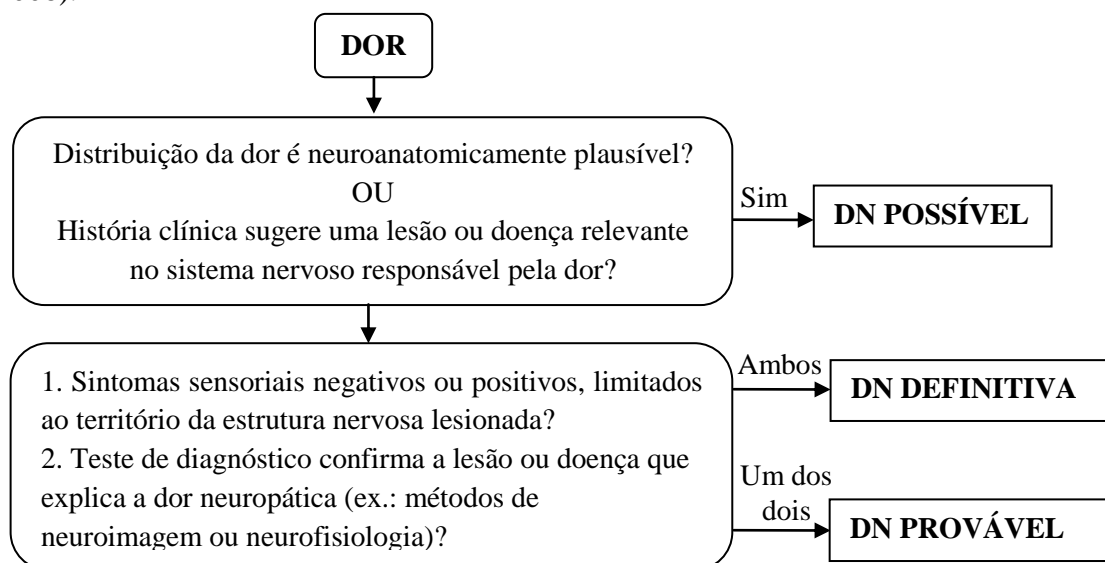 DOR
Distribuição da dor é neuroanatomicamente plausível?
OU
História clínica sugere uma lesão ou doença relevante
no sistema nervoso responsável pela dor?
Sim
DN POSSÍVEL
1. Sintomas sensoriais negativos ou positivos, limitados
ao território da estrutura nervosa lesionada?
2. Teste de diagnóstico confirma a lesão ou doença que
explica a dor neuropática (ex.: métodos de
neuroimagem ou neurofisiologia)?
Ambos
DN DEFINITIVA
Um dos
dois
DN PROVÁVEL